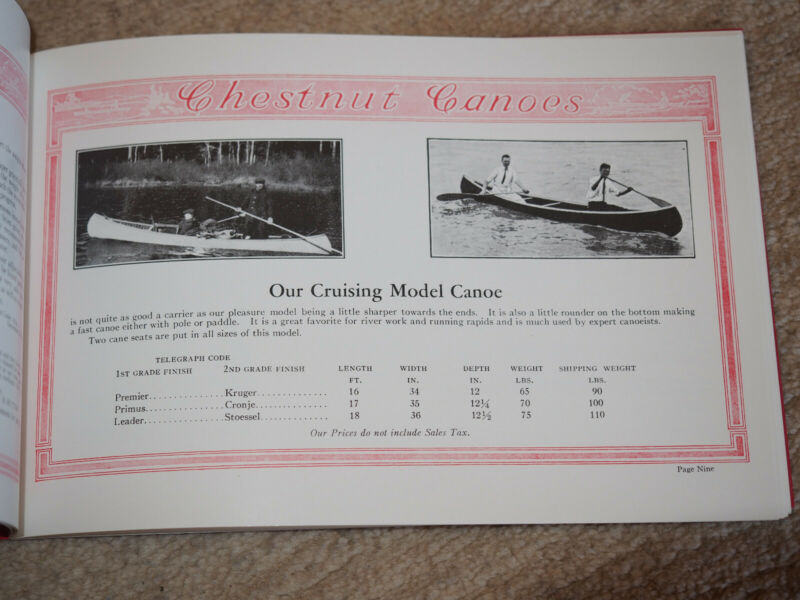 Chestnut Canoes
Our Cruising Model Canoe
is not quite as good a carrier as our pleasure model being a little sharper towards the ends. It is also a little rounder on the bottom making
a fast canoe either with pole or paddle. It is a great favorite for river work and running rapids and is much used by expert canoeists.
Two cane seats are put in all sizes of this model.
TELEGRAPH CODE
1ST GRADE FINISH 2ND GRADE FINISH LENGTH WIDTH DEPTH WEIGHT SHIPPING WEIGHT
FT. IN. IN. LBS. LBS.
Premier............... Kruger.............. 16 34 12 65 90
Primus............... Cronje.............. 17 35 12¼ 70 100
Leader............... Stoessel............. 18 36 12½ 75 110
Our Prices do not include Sales Tax.
Page Nine